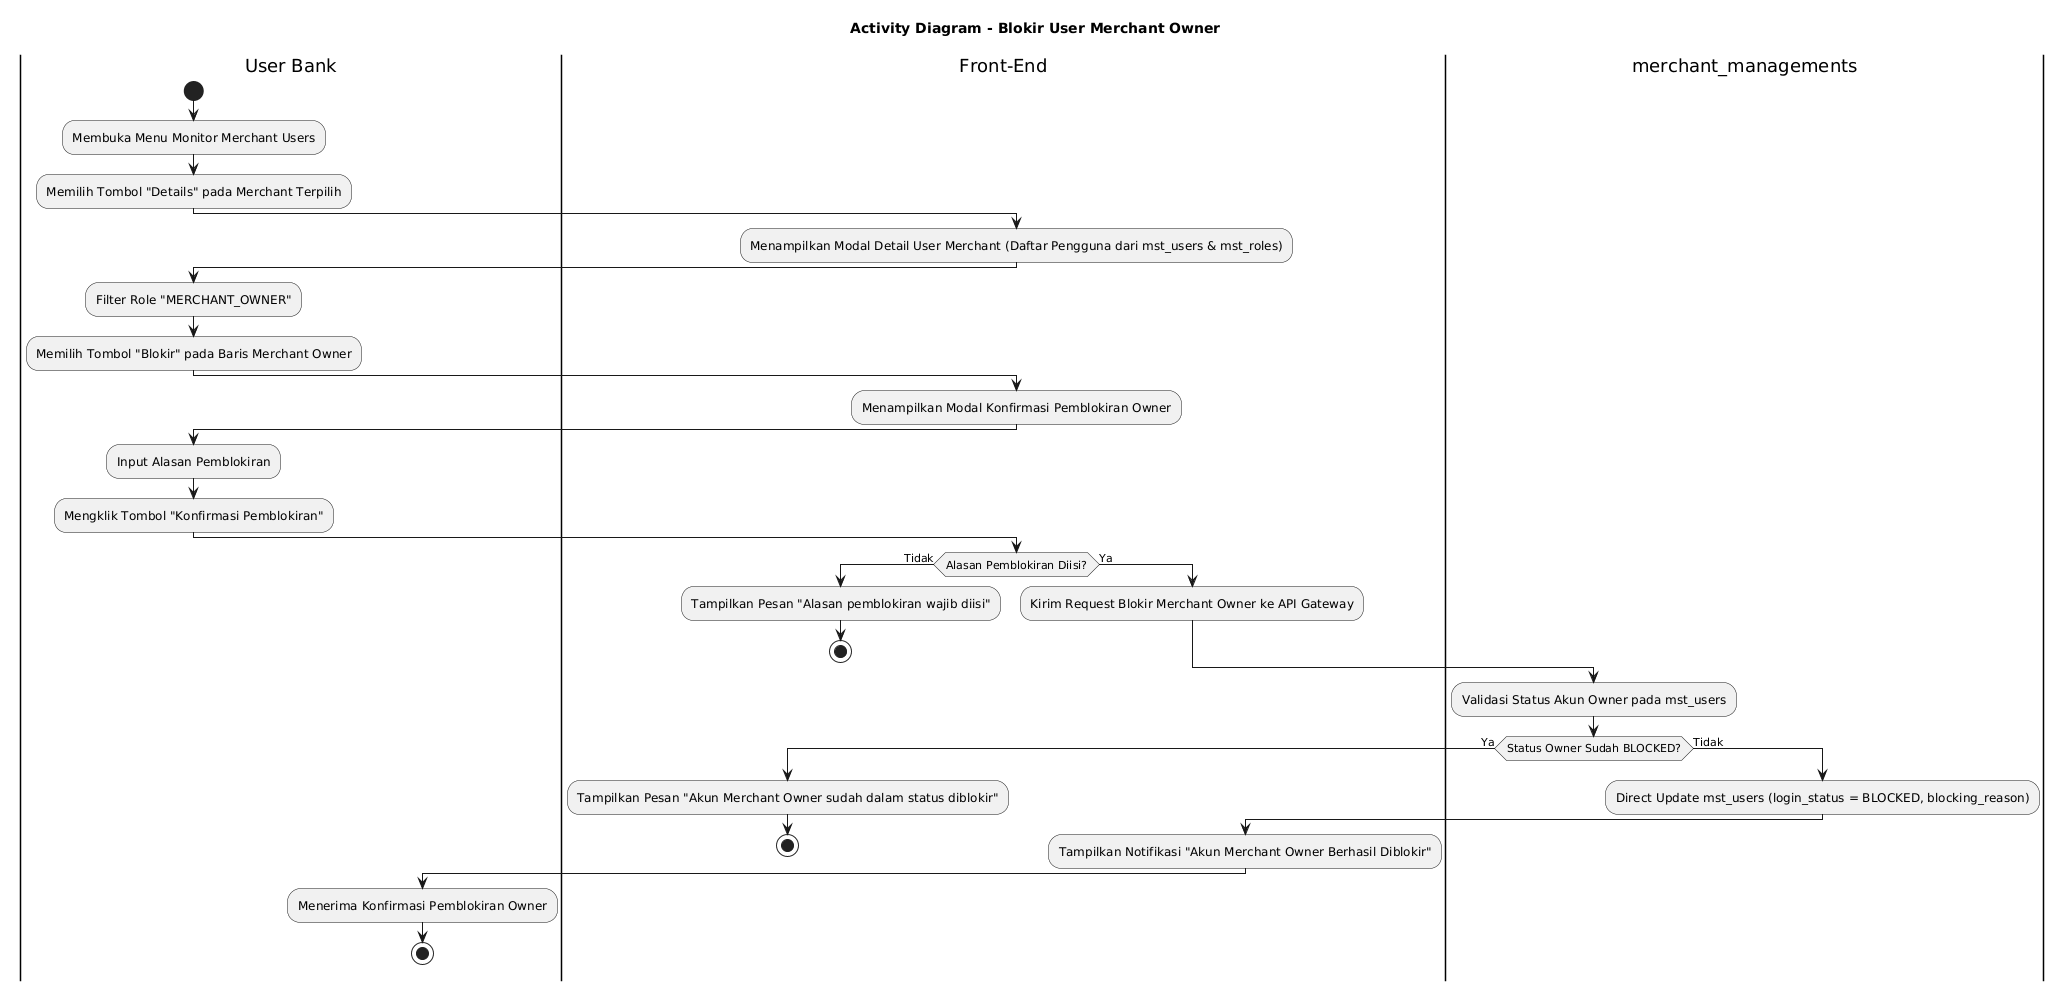 Activity Diagram - Blokir User Merchant Owner
User Bank
Front-End
merchant_managements
Membuka Menu Monitor Merchant Users
Memilih Tombol "Details" pada Merchant Terpilih
Menampilkan Modal Detail User Merchant (Daftar Pengguna dari mst_users & mst_roles)
Filter Role "MERCHANT_OWNER"
Memilih Tombol "Blokir" pada Baris Merchant Owner
Menampilkan Modal Konfirmasi Pemblokiran Owner
Input Alasan Pemblokiran
Mengklik Tombol "Konfirmasi Pemblokiran"
Tidak
Alasan Pemblokiran Diisi?
Ya
Tampilkan Pesan "Alasan pemblokiran wajib diisi"
Kirim Request Blokir Merchant Owner ke API Gateway
Validasi Status Akun Owner pada mst_users
Ya
Status Owner Sudah BLOCKED?
Tidak
Tampilkan Pesan "Akun Merchant Owner sudah dalam status diblokir"
Direct Update mst_users (login_status = BLOCKED, blocking_reason)
Tampilkan Notifikasi "Akun Merchant Owner Berhasil Diblokir"
Menerima Konfirmasi Pemblokiran Owner